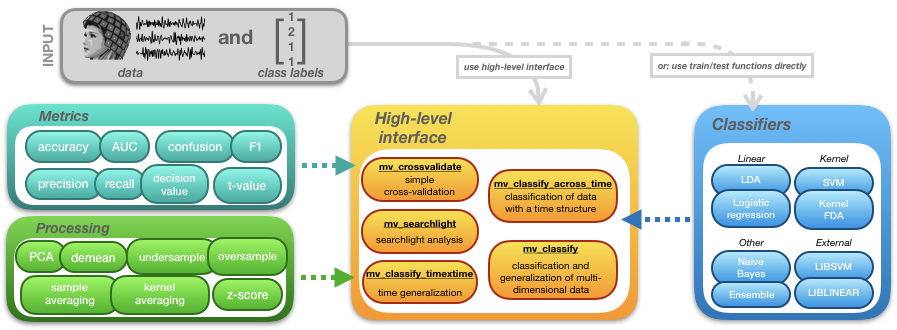 INPUT
data
and
1
2
1
1
1
class labels
use high-level interface
or: use train/test functions directly
Metrics
accuracy
AUC
confusion
F1
precision
recall
decision
value
t-value
Processing
PCA
demean
undersample
oversample
sample
averaging
kernel
averaging
z-score
High-level
interface
mv_crossvalidate
simple
cross-validation
mv_searchlight
searchlight analysis
mv_classify_timextime
time generalization
mv_classify_across_time
classification of data
with a time structure
mv_classify
classification and
generalization of multi-
dimensional data
Classifiers
Linear
LDA
Logistic
regression
Kernel
SVM
Kernel
FDA
Other
Naive
Bayes
Ensemble
External
LIBSVM
LIBLINEAR